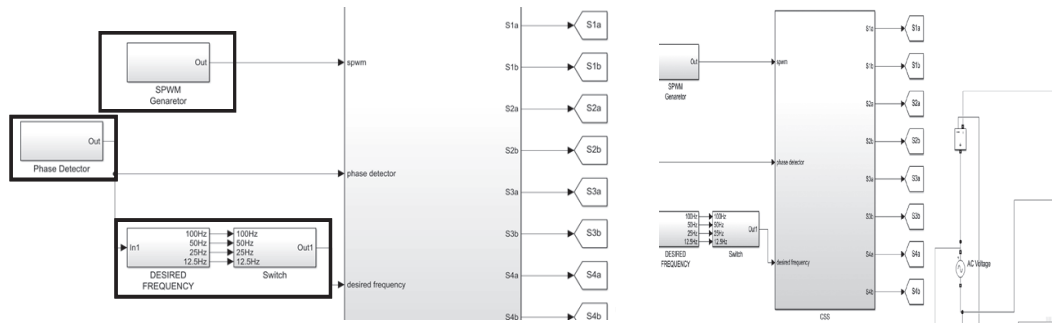 S1a S1a
Out spwm
SPWM
Genaretor
S1b S1b
S2a S2a
Out
Phase Detector
S2b S2b
phase detector
S3a S3a
S3b S3b
In1 100Hz 100Hz Out1
50Hz 50Hz
25Hz 25Hz
12.5Hz 12.5Hz
DESIRED
FREQUENCY
Switch
S4a S4a
desired frequency
S4b S4b
S1a S1a
Out spwm
SPWM
Genaretor
S1b S1b
S2a S2a
S2b S2b
phase detector
S3a S3a
S3b S3b
100Hz 100Hz Out1
50Hz 50Hz
25Hz 25Hz
12.5Hz 12.5Hz
DESIRED
FREQUENCY
Switch
S4a S4a
desired frequency
AC Voltage
S4b S4b
CSS